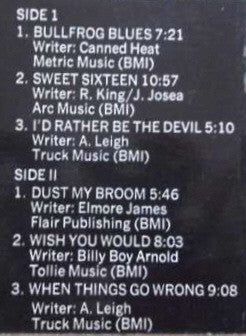 SIDE I
1. BULLFROG BLUES 7:21
Writer: Canned Heat
Metric Music (BMI)
2. SWEET SIXTEEN 10:57
Writer: R. King/J. Josea
Arc Music (BMI)
3. I'D RATHER BE THE DEVIL 5:10
Writer: A. Leigh
Truck Music (BMI)
SIDE II
1. DUST MY BROOM 5:46
Writer: Elmore James
Flair Publishing (BMI)
2. WISH YOU WOULD 8:03
Writer: Billy Boy Arnold
Tollie Music (BMI)
3. WHEN THINGS GO WRONG 9:08
Writer: A. Leigh
Truck Music (BMI)